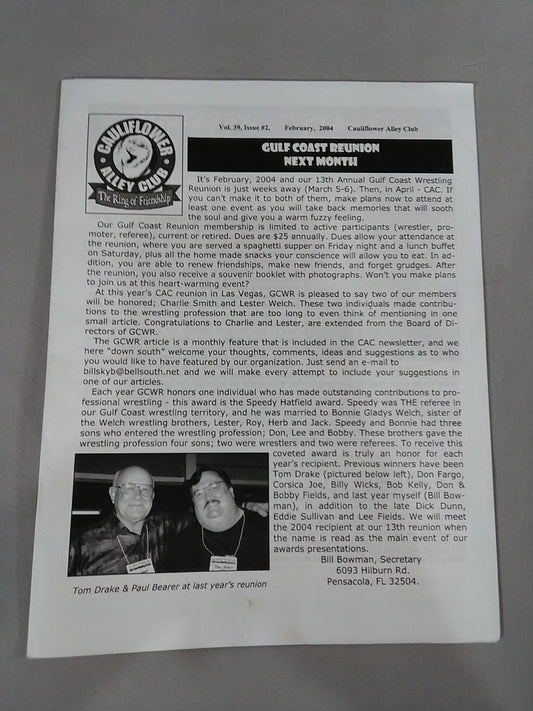 CAULIFLOWER
ALLEY CLUB
The Ring of Friendship
Vol. 39, Issue #2, February, 2004 Cauliflower Alley Club
GULF COAST REUNION
NEXT MONTH
It's February, 2004 and our 13th Annual Gulf Coast Wrestling
Reunion is just weeks away (March 5-6). Then, in April - CAC. If
you can't make it to both of them, make plans now to attend at
least one event as you will take back memories that will sooth
the soul and give you a warm fuzzy feeling.
Our Gulf Coast Reunion membership is limited to active participants (wrestler, pro-
moter, referee), current or retired. Dues are $25 annually. Dues allow your attendance at
the reunion, where you are served a spaghetti supper on Friday night and a lunch buffet
on Saturday, plus all the home made snacks your conscience will allow you to eat. In ad-
dition, you are able to renew friendships, make new friends, and forget grudges. After
the reunion, you also receive a souvenir booklet with photographs. Won't you make plans
to join us at this heart-warming event?
At this year's CAC reunion in Las Vegas, GCWR is pleased to say two of our members
will be honored; Charlie Smith and Lester Welch. These two individuals made contribu-
tions to the wrestling profession that are too long to even think of mentioning in one
small article. Congratulations to Charlie and Lester, are extended from the Board of Di-
rectors of GCWR.
The GCWR article is a monthly feature that is included in the CAC newsletter, and we
here "down south" welcome your thoughts, comments, ideas and suggestions as to who
you would like to have featured by our organization. Just send an e-mail to
billskyb@bellsouth.net and we will make every attempt to include your suggestions in
one of our articles.
Each year GCWR honors one individual who has made outstanding contributions to pro-
fessional wrestling - this award is the Speedy Hatfield award. Speedy was THE referee in
our Gulf Coast wrestling territory, and he was married to Bonnie Gladys Welch, sister of
the Welch wrestling brothers, Lester, Roy, Herb and Jack. Speedy and Bonnie had three
sons who entered the wrestling profession; Don, Lee and Bobby. These brothers gave the
wrestling profession four sons; two were wrestlers and two were referees. To receive this
coveted award is truly an honor for each
year's recipient. Previous winners have been
Tom Drake (pictured below left), Don Fargo,
Corsica Joe, Billy Wicks, Bob Kelly, Don &
Bobby Fields, and last year myself (Bill Bow-
man), in addition to the late Dick Dunn,
Eddie Sullivan and Lee Fields. We will meet
the 2004 recipient at our 13th reunion when
the name is read as the main event of our
awards presentations.
Bill Bowman, Secretary
6093 Hilburn Rd.
Pensacola, FL 32504.
Tom Drake & Paul Bearer at last year's reunion